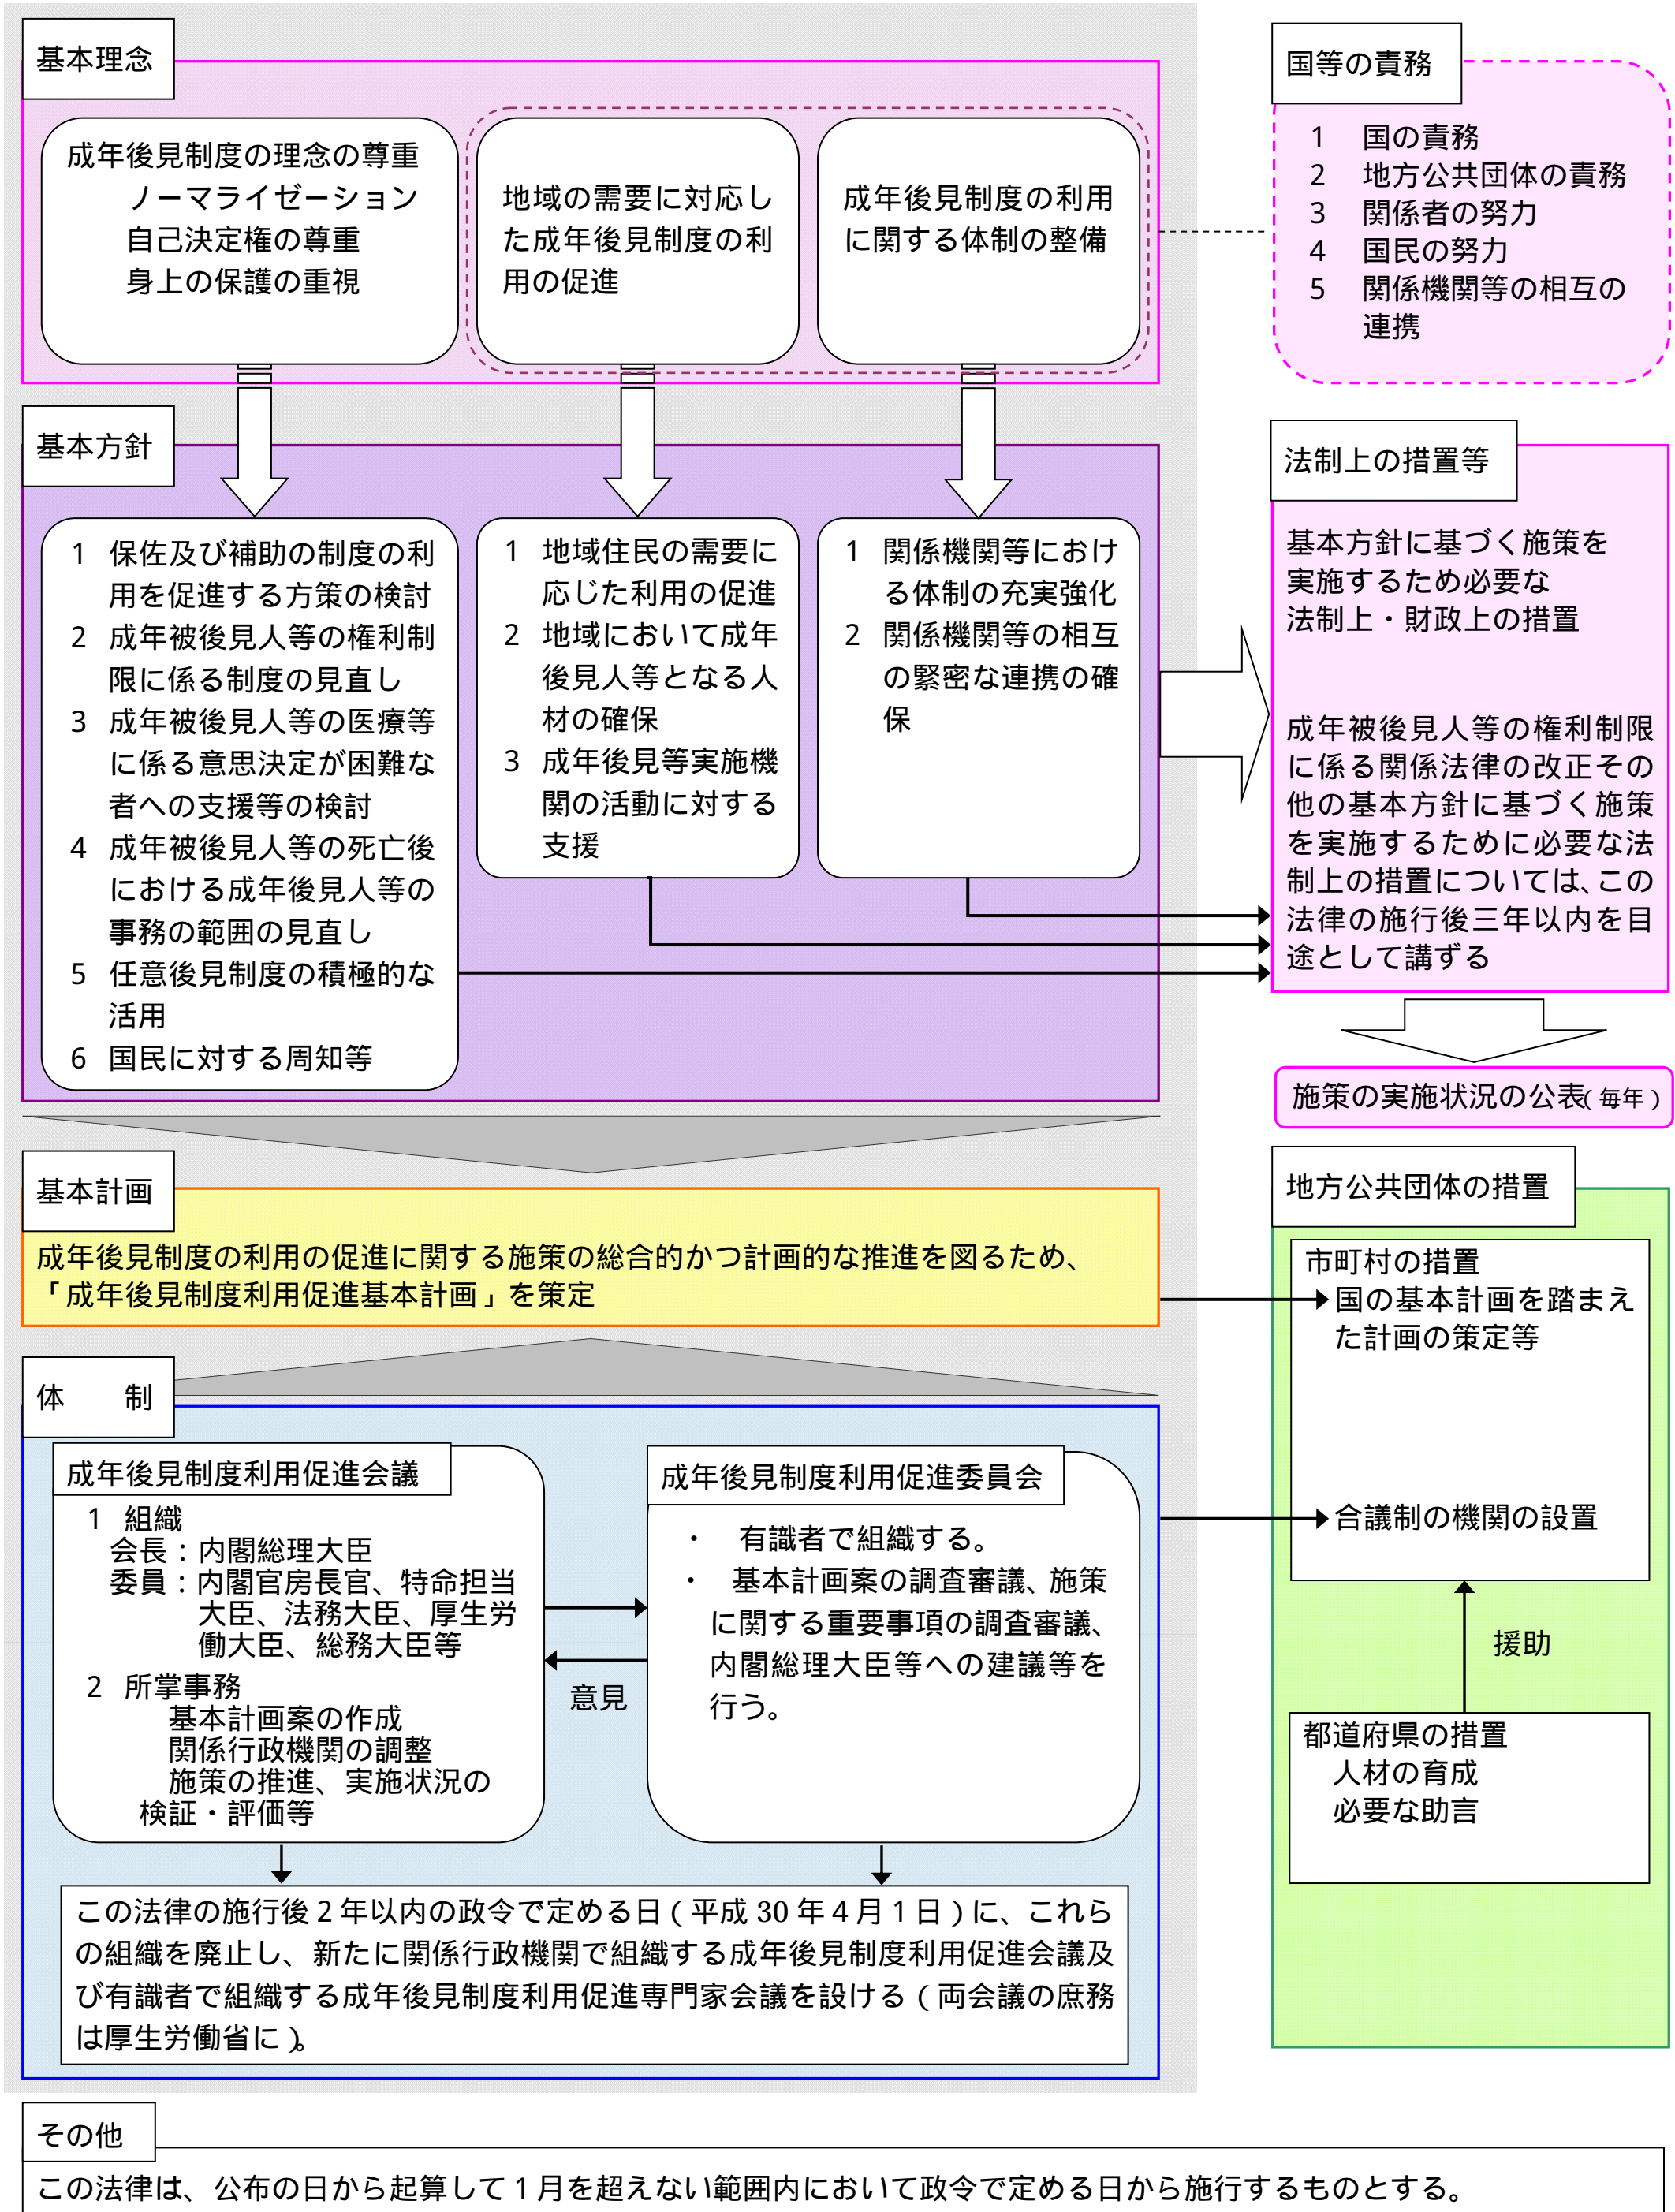 基本理念
成年後見制度の理念の尊重
ノーマライゼーション
自己決定権の尊重
身上の保護の重視
地域の需要に対応し
た成年後見制度の利
用の促進
成年後見制度の利用
に関する体制の整備
国等の責務
1 国の責務
2 地方公共団体の責務
3 関係者の努力
4 国民の努力
5 関係機関等の相互の
連携
基本方針
1 保佐及び補助の制度の利
用を促進する方策の検討
2 成年被後見人等の権利制
限に係る制度の見直し
3 成年被後見人等の医療等
に係る意思決定が困難な
者への支援等の検討
4 成年被後見人等の死亡後
における成年後見人等の
事務の範囲の見直し
5 任意後見制度の積極的な
活用
6 国民に対する周知等
1 地域住民の需要に
応じた利用の促進
2 地域において成年
後見人等となる人
材の確保
3 成年後見等実施機
関の活動に対する
支援
1 関係機関等におけ
る体制の充実強化
2 関係機関等の相互
の緊密な連携の確
保
法制上の措置等
基本方針に基づく施策を
実施するため必要な
法制上・財政上の措置
成年被後見人等の権利制限
に係る関係法律の改正その
他の基本方針に基づく施策
を実施するために必要な法
制上の措置については、この
法律の施行後三年以内を目
途として講ずる
施策の実施状況の公表(毎年)
基本計画
成年後見制度の利用の促進に関する施策の総合的かつ計画的な推進を図るため、
「成年後見制度利用促進基本計画」を策定
地方公共団体の措置
市町村の措置
国の基本計画を踏まえ
た計画の策定等
合議制の機関の設置
援助
都道府県の措置
人材の育成
必要な助言
体　　制
成年後見制度利用促進会議
1 組織
会長：内閣総理大臣
委員：内閣官房長官、特命担当
大臣、法務大臣、厚生労
働大臣、総務大臣等
2 所掌事務
基本計画案の作成
関係行政機関の調整
施策の推進、実施状況の
検証・評価等
意見
成年後見制度利用促進委員会
・ 有識者で組織する。
・ 基本計画案の調査審議、施策
に関する重要事項の調査審議、
内閣総理大臣等への建議等を
行う。
この法律の施行後２年以内の政令で定める日(平成30年４月１日)に、これら
の組織を廃止し、新たに関係行政機関で組織する成年後見制度利用促進会議及
び有識者で組織する成年後見制度利用促進専門家会議を設ける(両会議の庶務
は厚生労働省に)。
その他
この法律は、公布の日から起算して１月を超えない範囲内において政令で定める日から施行するものとする。